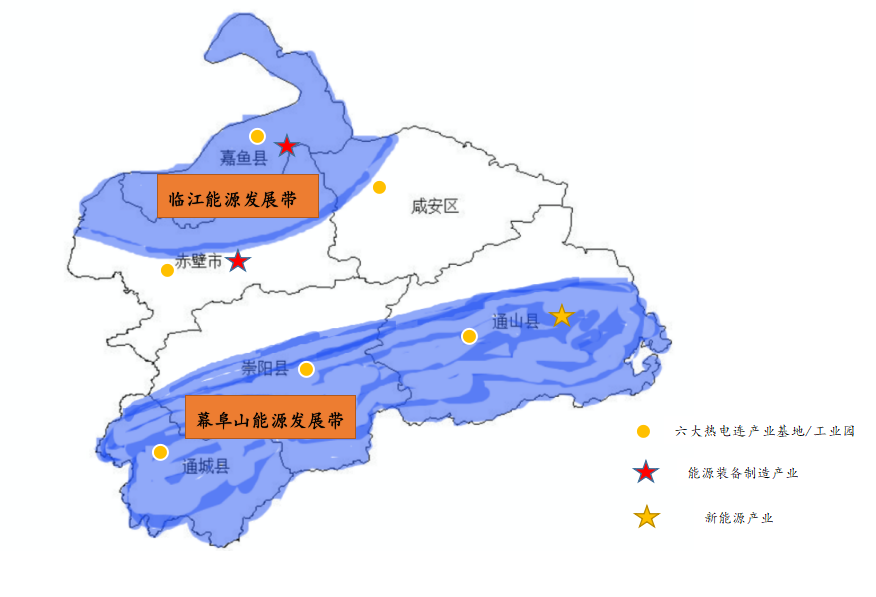 嘉鱼县
临江能源发展带
咸安区
赤壁市
通山县
崇阳县
幕阜山能源发展带
通城县
六大热电连产业基地/工业园
能源装备制造产业
新能源产业